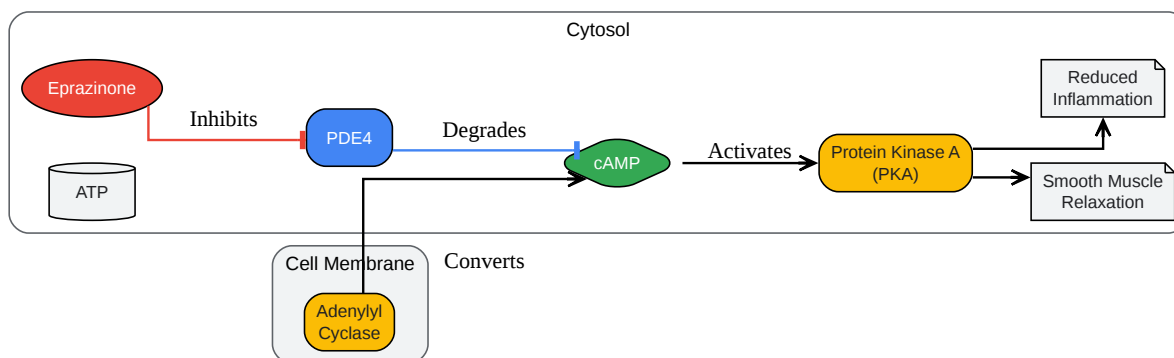 Cytosol
Eprazinone
Inhibits
PDE4
Degrades
cAMP
Activates
Protein Kinase A
(PKA)
Reduced
Inflammation
Smooth Muscle
Relaxation
ATP
Cell Membrane
Converts
Adenylyl
Cyclase